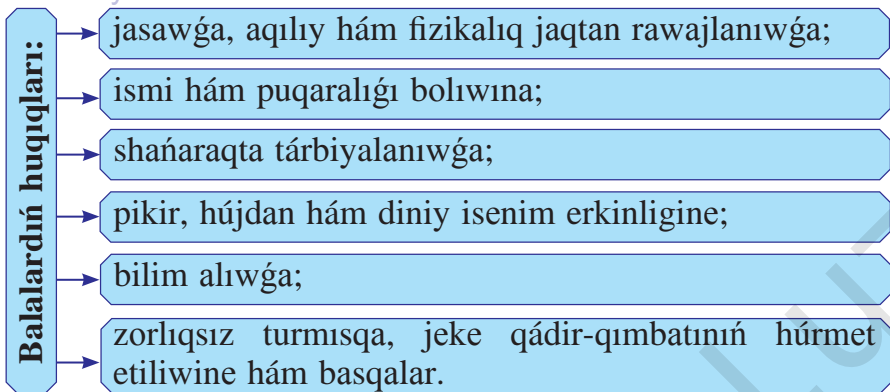 Balalardıń huqıqları:
jasawǵa, aqılıy hám fizikalıq jaqtan rawajlanıwǵa;
ismi hám puqaralıǵı bolıwına;
shańaraqta tárbiyalanıwǵa;
pikir, hújdan hám diniy isenim erkinligine;
bilim alıwǵa;
zorlıqsız turmısqa, jeke qádir-qımbatınıń húrmet
etiliwine hám basqalar.